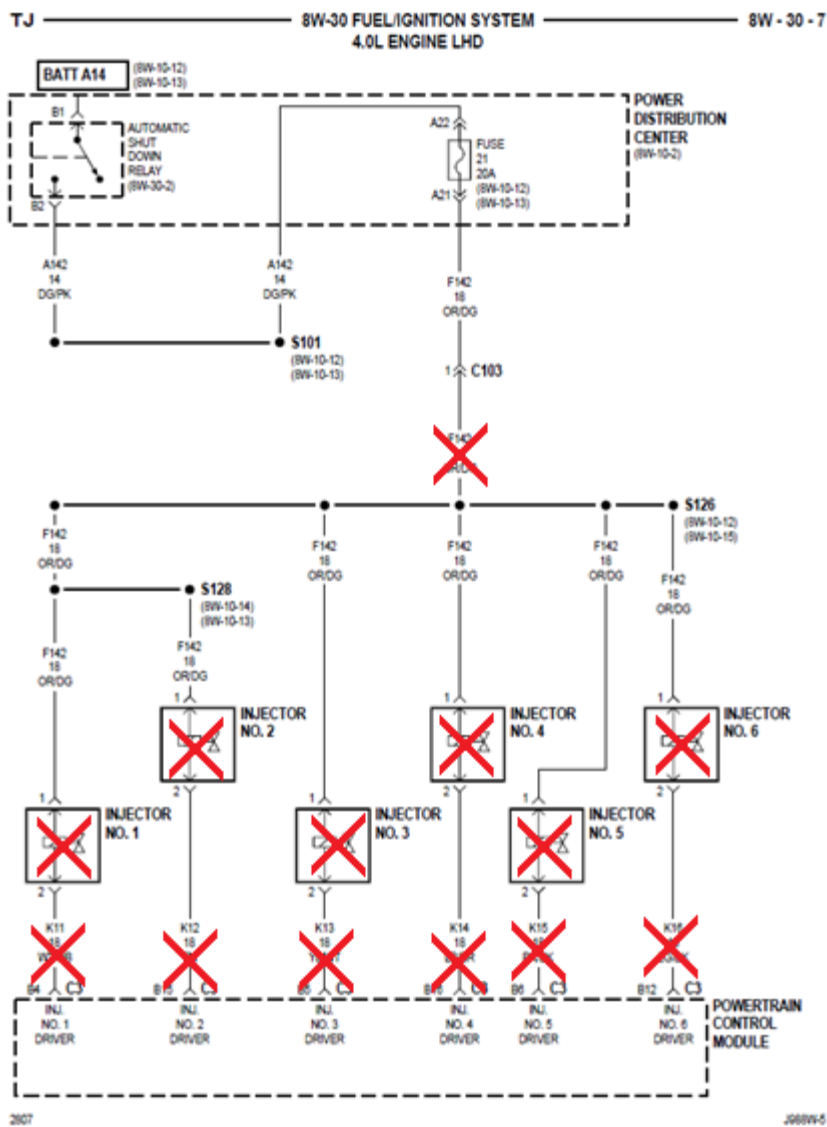 TJ 8W-30 FUEL/IGNITION SYSTEM 8W - 30 - 7
4.0L ENGINE LHD
BATT A14
(8W-10-12)
(8W-10-13)
B1
AUTOMATIC
SHUT
DOWN
RELAY
(8W-30-2)
B2
A22
FUSE
21
20A
(8W-10-12)
(8W-10-13)
A21
POWER
DISTRIBUTION
CENTER
(8W-10-2)
A142
14
DG/PK
A142
14
DG/PK
F142
18
OR/DG
S101
(8W-10-12)
(8W-10-13)
1 C103
S126
(8W-10-12)
(8W-10-15)
F142
18
OR/DG
F142
18
OR/DG
F142
18
OR/DG
F142
18
OR/DG
F142
18
OR/DG
S128
(8W-10-14)
(8W-10-13)
F142
18
OR/DG
F142
18
OR/DG
1
INJECTOR
NO. 2
2
1
INJECTOR
NO. 4
2
1
INJECTOR
NO. 6
2
1
INJECTOR
NO. 1
2
1
INJECTOR
NO. 3
2
1
INJECTOR
NO. 5
2
K11
18
K12
18
K13
18
K14
18
K15
18
K16
B4 C3
B6 C3
B12 C3
INJ.
NO. 1
DRIVER
INJ.
NO. 2
DRIVER
INJ.
NO. 3
DRIVER
INJ.
NO. 4
DRIVER
INJ.
NO. 5
DRIVER
INJ.
NO. 6
DRIVER
POWERTRAIN
CONTROL
MODULE
2607
J988W-5